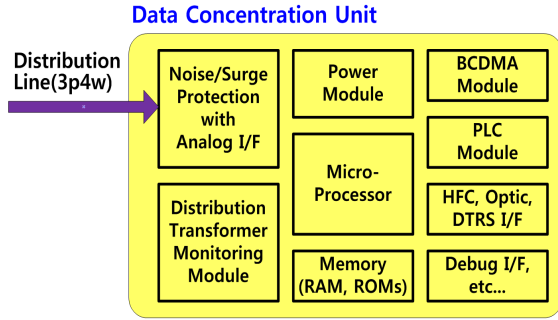 Data Concentration Unit
Distribution
Line(3p4w)
Noise/Surge
Protection
with
Analog I/F
Distribution
Transformer
Monitoring
Module
Power
Module
Micro-
Processor
Memory
(RAM, ROMs)
BCDMA
Module
PLC
Module
HFC, Optic,
DTRS I/F
Debug I/F,
etc...